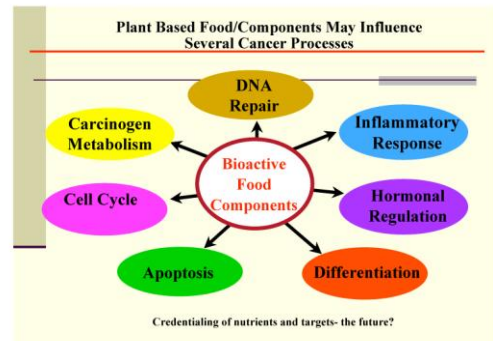 Plant Based Food/Components May Influence
Several Cancer Processes
DNA
Repair
Carcinogen
Metabolism
Inflammatory
Response
Bioactive
Food
Components
Cell Cycle
Hormonal
Regulation
Apoptosis
Differentiation
Credentialing of nutrients and targets- the future?